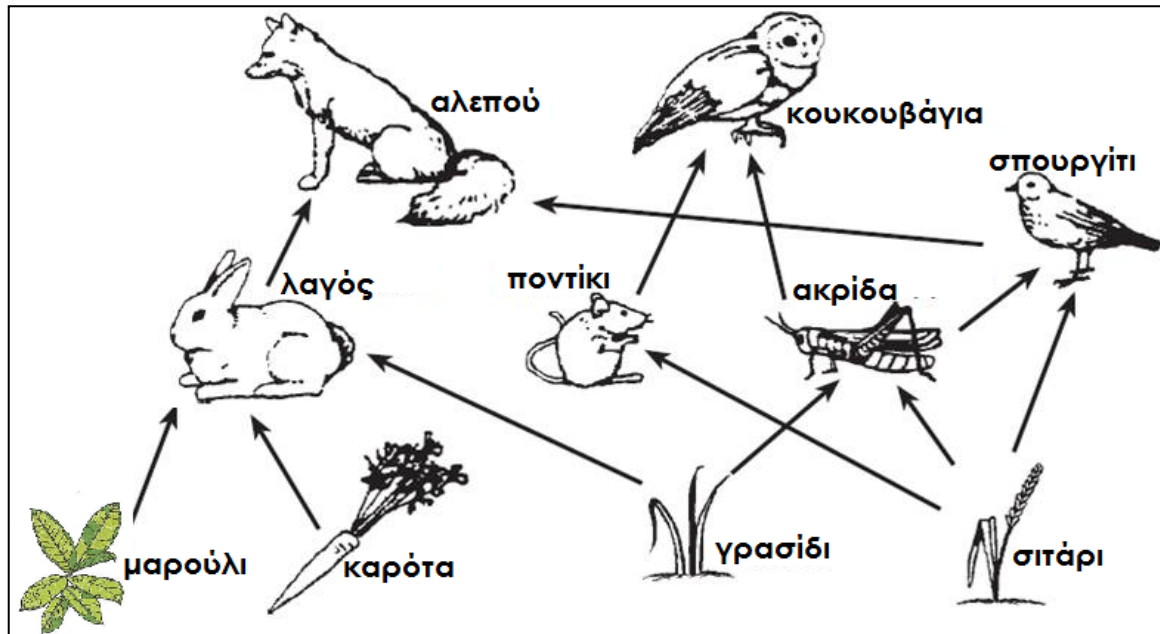 αλεπού
κουκουβάγια
σπουργίτι
λαγός
ποντίκι
ακρίδα
μαρούλι
καρότα
γρασίδι
σιτάρι